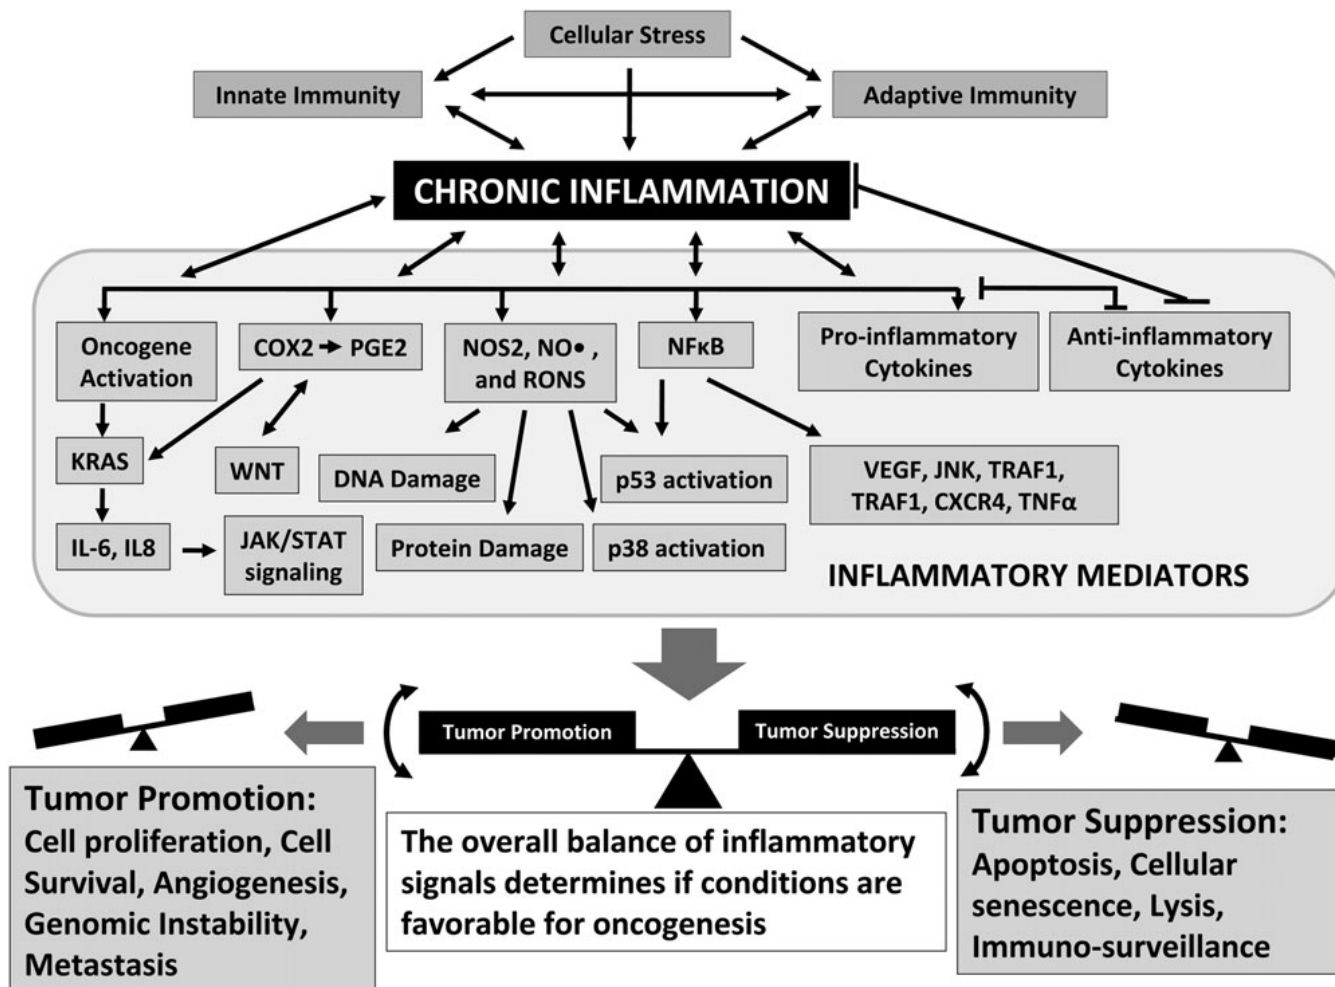 Cellular Stress
Innate Immunity
Adaptive Immunity
CHRONIC INFLAMMATION
Oncogene
Activation
COX2 → PGE2
NOS2, NO• ,
and RONS
NFκB
Pro-inflammatory
Cytokines
Anti-inflammatory
Cytokines
KRAS
WNT
DNA Damage
p53 activation
VEGF, JNK, TRAF1,
TRAF1, CXCR4, TNFα
IL-6, IL8
JAK/STAT
signaling
Protein Damage
p38 activation
INFLAMMATORY MEDIATORS
Tumor Promotion
Tumor Suppression
Tumor Promotion:
Cell proliferation, Cell
Survival, Angiogenesis,
Genomic Instability,
Metastasis
The overall balance of inflammatory
signals determines if conditions are
favorable for oncogenesis
Tumor Suppression:
Apoptosis, Cellular
senescence, Lysis,
Immuno-surveillance